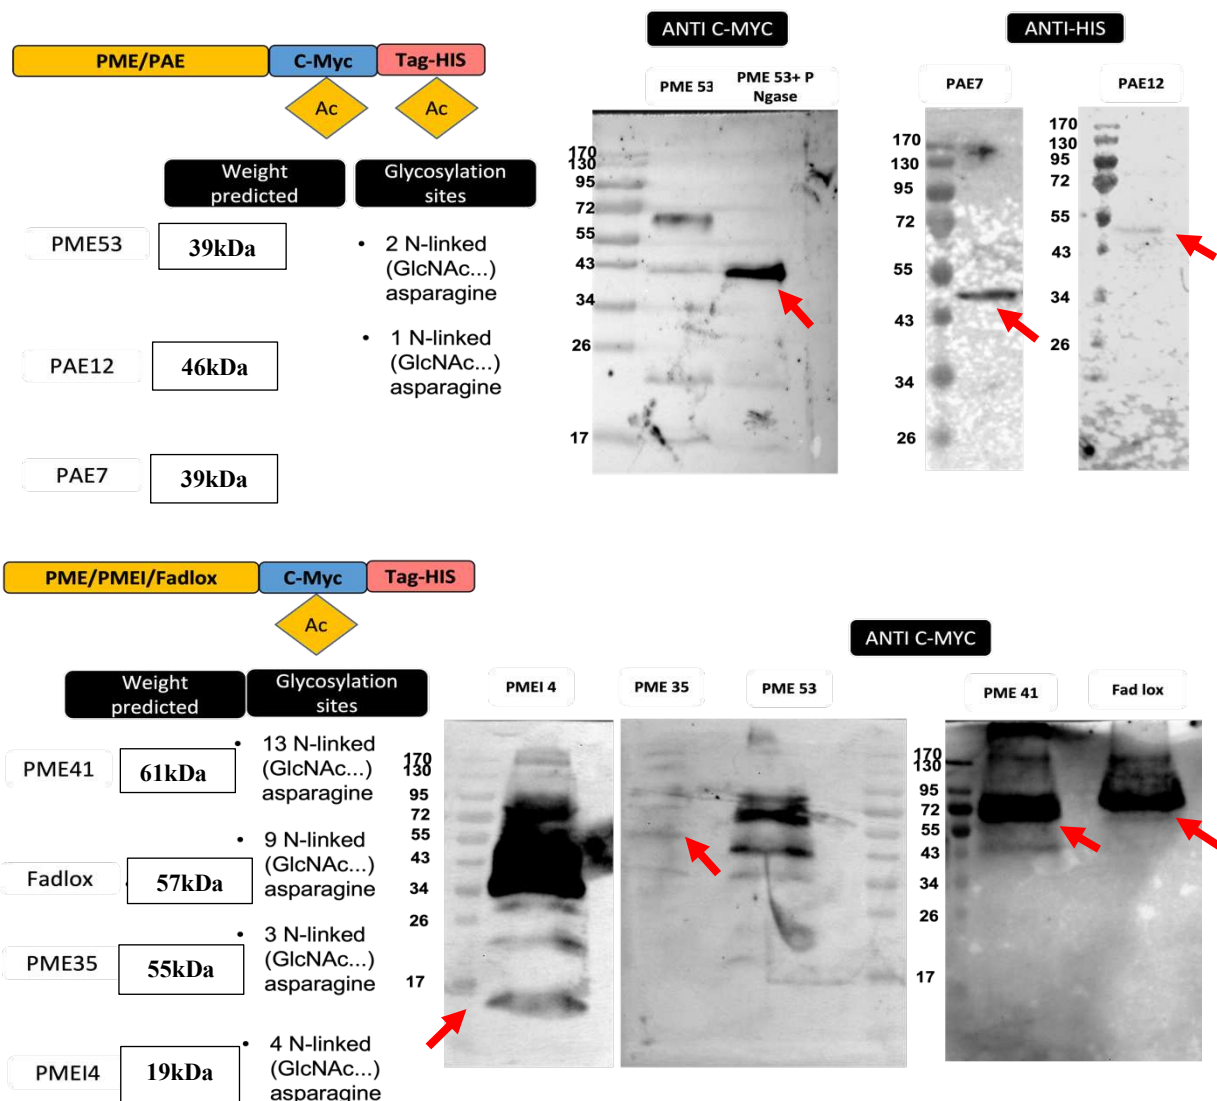 PME/PAE
C-Myc
Tag-HIS
Ac
Ac
Weight
predicted
Glycosylation
sites
PME53
39kDa
• 2 N-linked
(GlcNAc...)
asparagine
PAE12
46kDa
• 1 N-linked
(GlcNAc...)
asparagine
PAE7
39kDa
ANTI C-MYC
PME 53
PME 53+ P
Ngase
170
130
95
72
55
43
34
26
17
ANTI-HIS
PAE7
170
130
95
72
55
43
34
26
PAE12
170
130
95
72
55
43
34
26
PME/PMEI/Fadlox
C-Myc
Tag-HIS
Ac
Weight
predicted
Glycosylation
sites
PME41
61kDa
• 13 N-linked
(GlcNAc...)
asparagine
Fadlox
57kDa
• 9 N-linked
(GlcNAc...)
asparagine
PME35
55kDa
• 3 N-linked
(GlcNAc...)
asparagine
PMEI4
19kDa
• 4 N-linked
(GlcNAc...)
asparagine
ANTI C-MYC
PMEI 4
PME 35
PME 53
PME 41
Fad lox
170
130
95
72
55
43
34
26
17
170
130
95
72
55
43
34
26
17